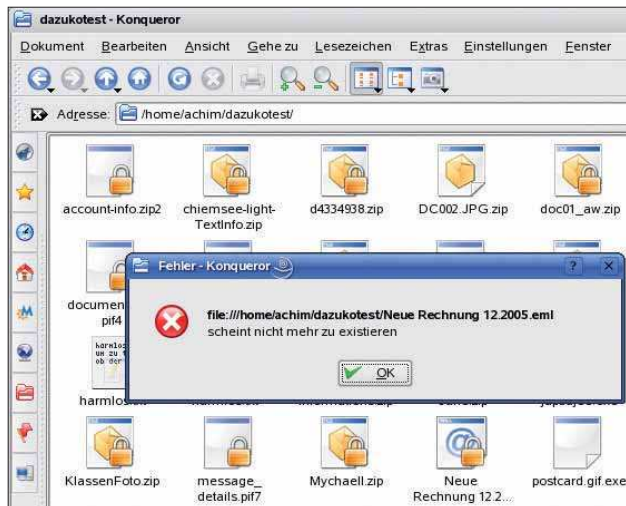 dazukotest - Konqueror
Dokument Bearbeiten Ansicht Gehe zu Lesezeichen Extras Einstellungen Fenster
Adresse: /home/achim/dazukotest/
account-info.zip2
chiemsee-light-
TextInfo.zip
d4334938.zip
DC002.JPG.zip
doc01_aw.zip
Fehler - Konqueror
file:///home/achim/dazukotest/Neue Rechnung 12.2005.eml
scheint nicht mehr zu existieren
OK
pif4
KlassenFoto.zip
message_
details.pif7
Mychaell.zip
Neue
Rechnung 12.2...
postcard.gif.exe